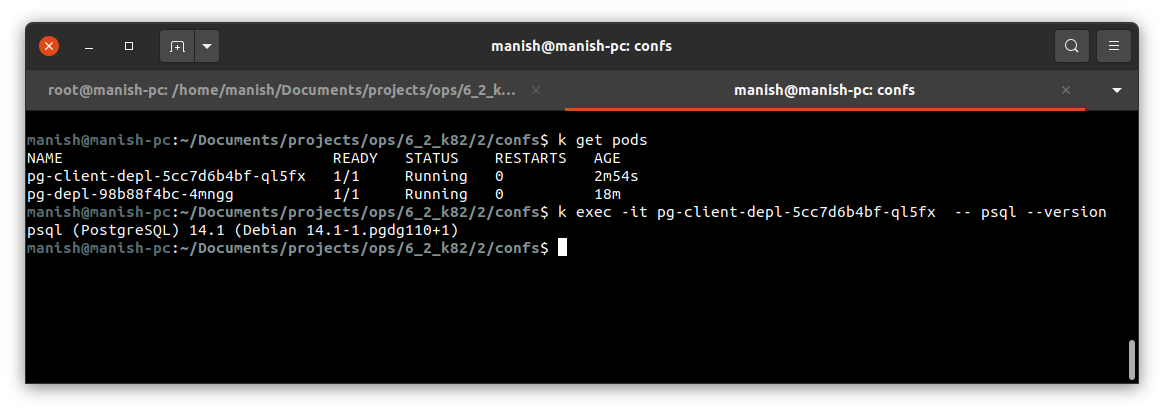 manish@manish-pc: confs
root@manish-pc: /home/manish/Documents/projects/ops/6_2_k...
manish@manish-pc: confs
manish@manish-pc:~/Documents/projects/ops/6_2_k82/2/confs$ k get pods
NAME                              READY   STATUS    RESTARTS   AGE
pg-client-depl-5cc7d6b4bf-ql5fx   1/1     Running   0          2m54s
pg-depl-98b88f4bc-4mngg           1/1     Running   0          18m
manish@manish-pc:~/Documents/projects/ops/6_2_k82/2/confs$ k exec -it pg-client-depl-5cc7d6b4bf-ql5fx  -- psql --version
psql (PostgreSQL) 14.1 (Debian 14.1-1.pgdg110+1)
manish@manish-pc:~/Documents/projects/ops/6_2_k82/2/confs$